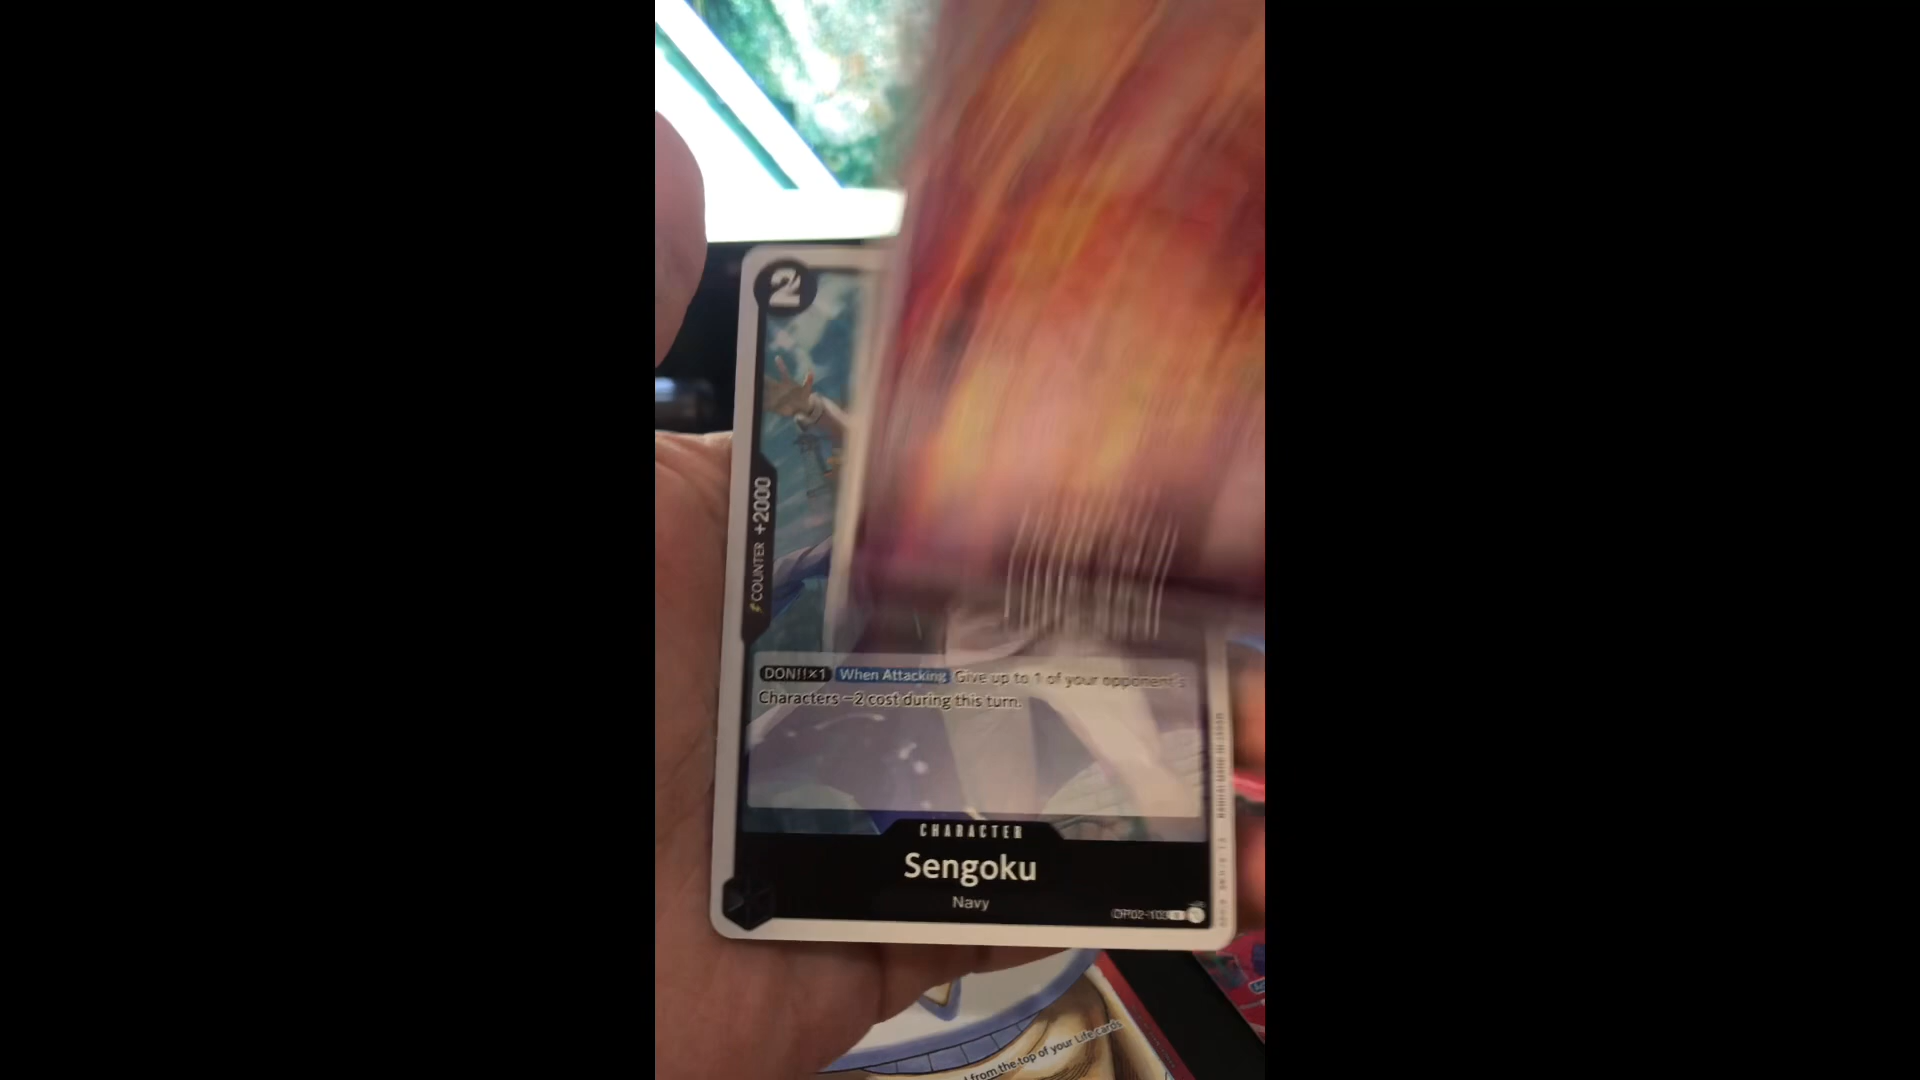 2
COUNTER +2000
DON!!×1 When Attacking Give up to 1 of your opponent's
Characters −2 cost during this turn.
CHARACTER
Sengoku
Navy
from the top of your Life cards